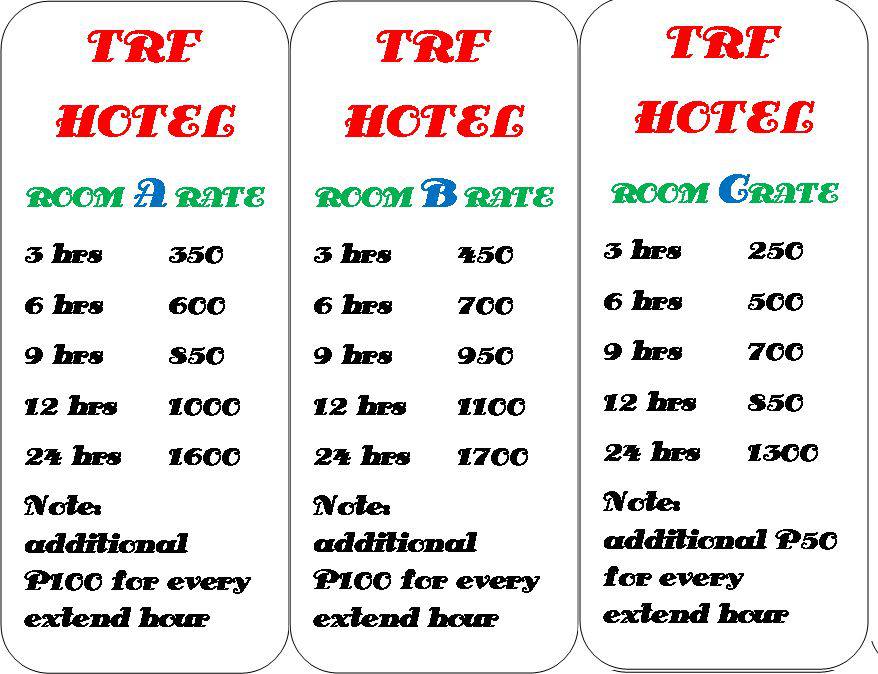 TRF
HOTEL
ROOM A RATE
3 hrs 350
6 hrs 600
9 hrs 850
12 hrs 1000
24 hrs 1600
Note:
additional
P100 for every
extend hour
TRF
HOTEL
ROOM B RATE
3 hrs 450
6 hrs 700
9 hrs 950
12 hrs 1100
24 hrs 1700
Note:
additional
P100 for every
extend hour
TRF
HOTEL
ROOM C RATE
3 hrs 250
6 hrs 500
9 hrs 700
12 hrs 850
24 hrs 1300
Note:
additional P50
for every
extend hour